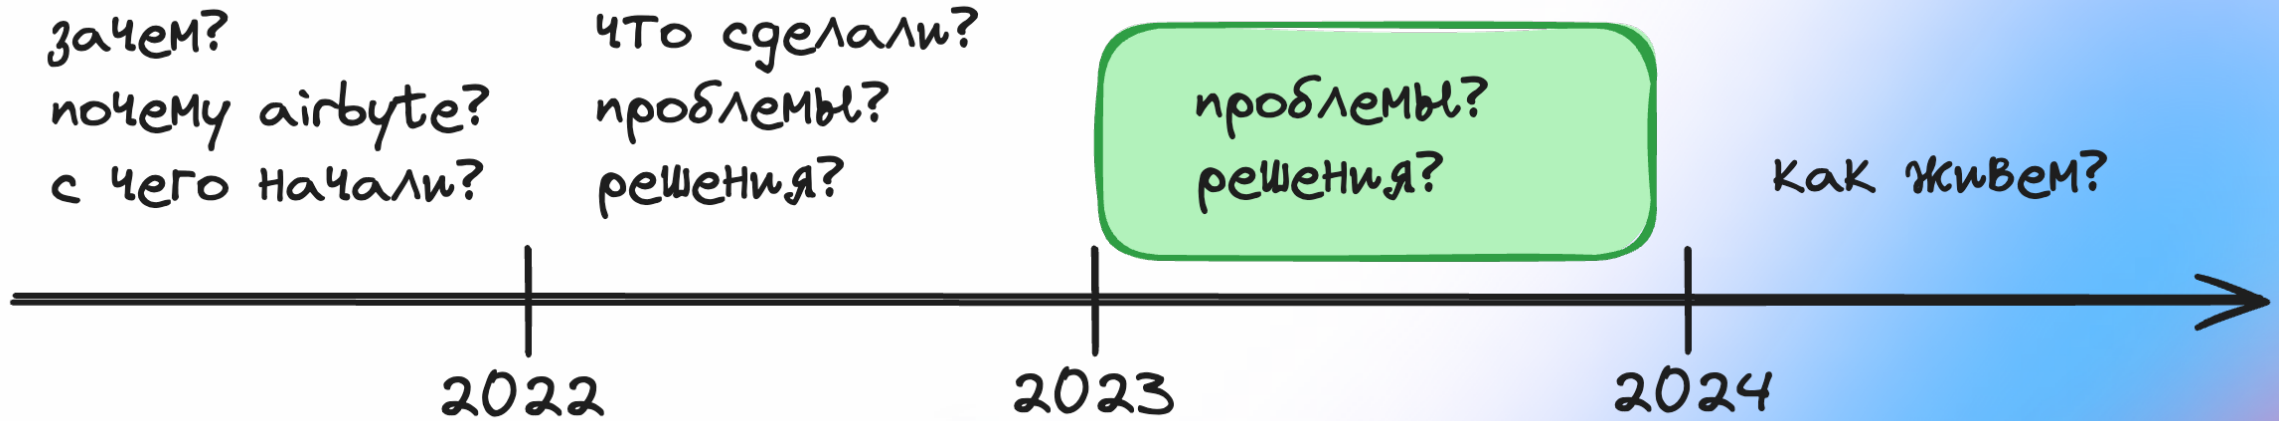 зачем?
почему airbyte?
с чего начали?
что сделали?
проблемы?
решения?
проблемы?
решения?
как живем?
2022
2023
2024